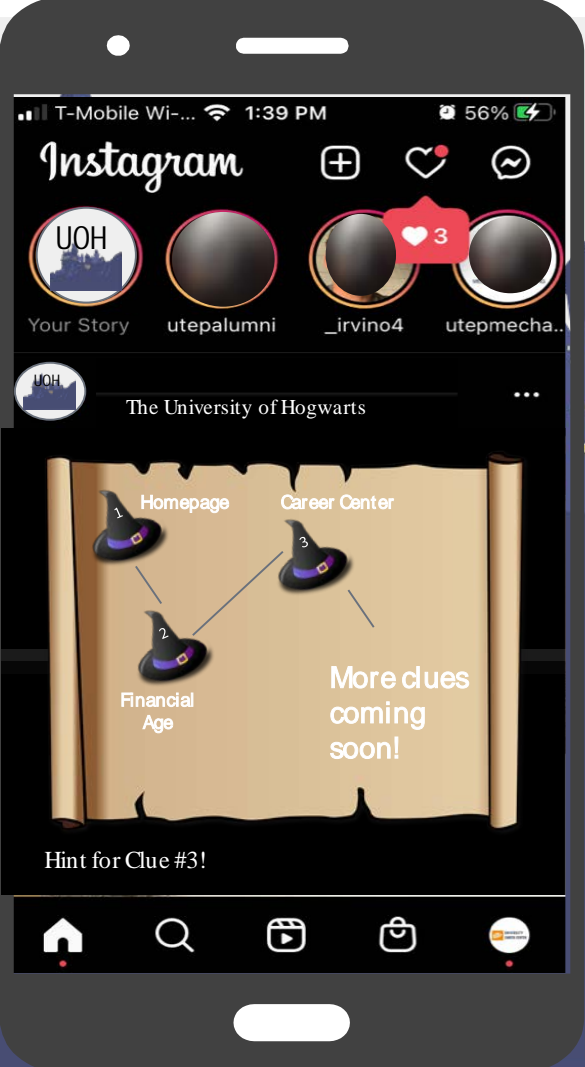 T-Mobile Wi-... 1:39 PM 56%
Instagram
3
UOH
Your Story utepalumni _irvino4 utepmecha..
UOH
The University of Hogwarts
1 Homepage Career Center
3
2
Financial
Age
More clues
coming
soon!
Hint for Clue #3!